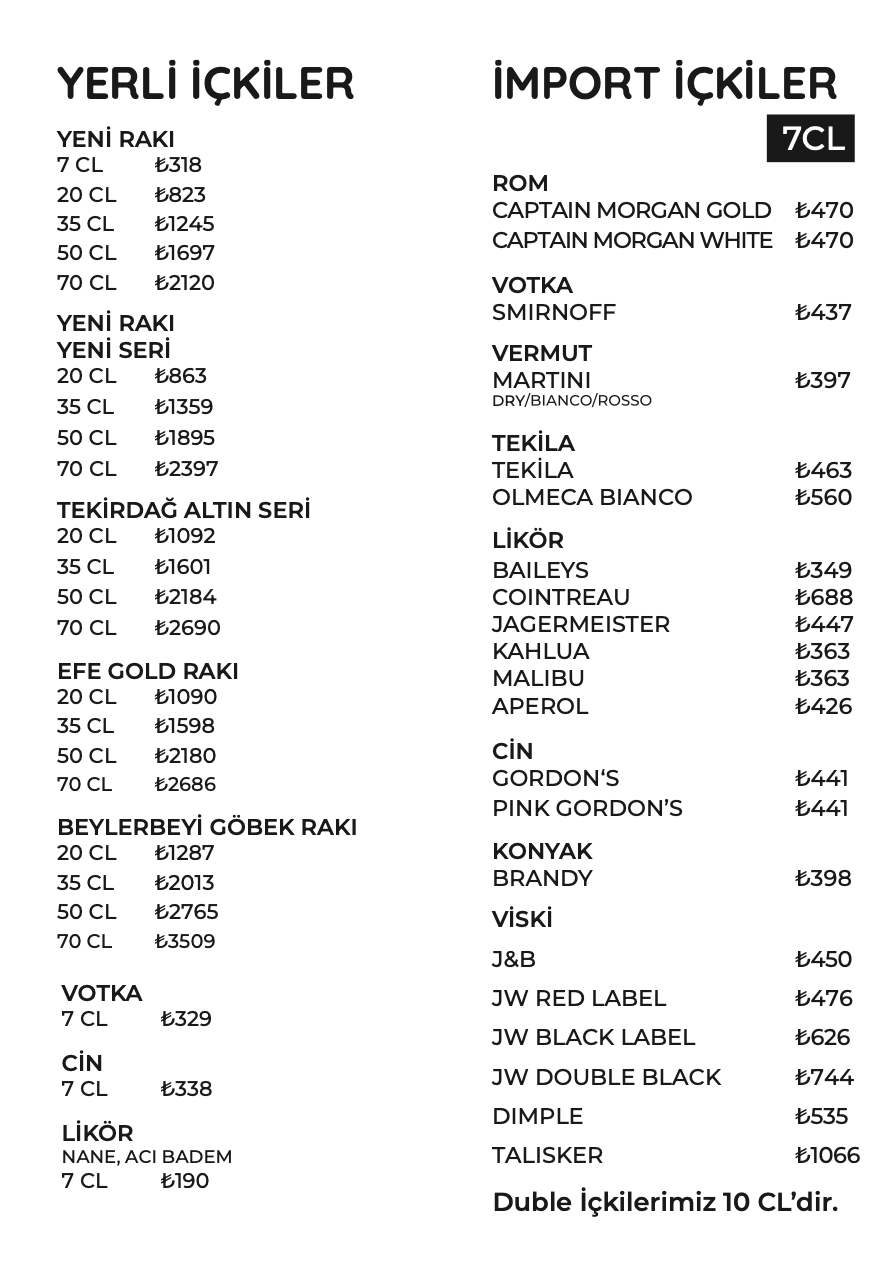 YERLİ İÇKİLER
YENİ RAKI
7 CL ₺318
20 CL ₺823
35 CL ₺1245
50 CL ₺1697
70 CL ₺2120
YENİ RAKI
YENİ SERİ
20 CL ₺863
35 CL ₺1359
50 CL ₺1895
70 CL ₺2397
TEKİRDAĞ ALTIN SERİ
20 CL ₺1092
35 CL ₺1601
50 CL ₺2184
70 CL ₺2690
EFE GOLD RAKI
20 CL ₺1090
35 CL ₺1598
50 CL ₺2180
70 CL ₺2686
BEYLERBEYİ GÖBEK RAKI
20 CL ₺1287
35 CL ₺2013
50 CL ₺2765
70 CL ₺3509
VOTKA
7 CL ₺329
CİN
7 CL ₺338
LİKÖR
NANE, ACI BADEM
7 CL ₺190
İMPORT İÇKİLER
7CL
ROM
CAPTAIN MORGAN GOLD ₺470
CAPTAIN MORGAN WHITE ₺470
VOTKA
SMIRNOFF ₺437
VERMUT
MARTINI ₺397
DRY/BIANCO/ROSSO
TEKİLA
TEKİLA ₺463
OLMECA BIANCO ₺560
LİKÖR
BAILEYS ₺349
COINTREAU ₺688
JAGERMEISTER ₺447
KAHLUA ₺363
MALIBU ₺363
APEROL ₺426
CİN
GORDON‘S ₺441
PINK GORDON’S ₺441
KONYAK
BRANDY ₺398
VİSKİ
J&B ₺450
JW RED LABEL ₺476
JW BLACK LABEL ₺626
JW DOUBLE BLACK ₺744
DIMPLE ₺535
TALISKER ₺1066
Duble İçkilerimiz 10 CL’dir.